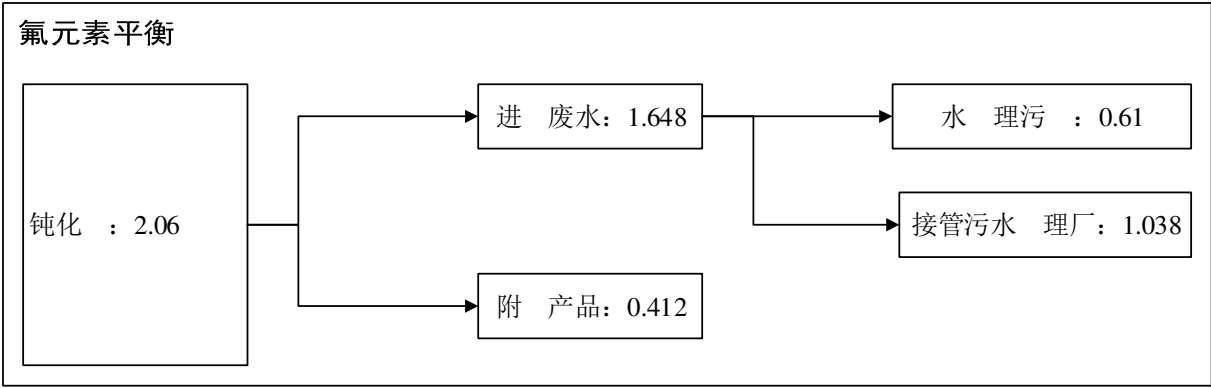 氟元素平衡
进 废水：1.648
水 理污 ：0.61
钝化 ：2.06
接管污水 理厂：1.038
附 产品：0.412